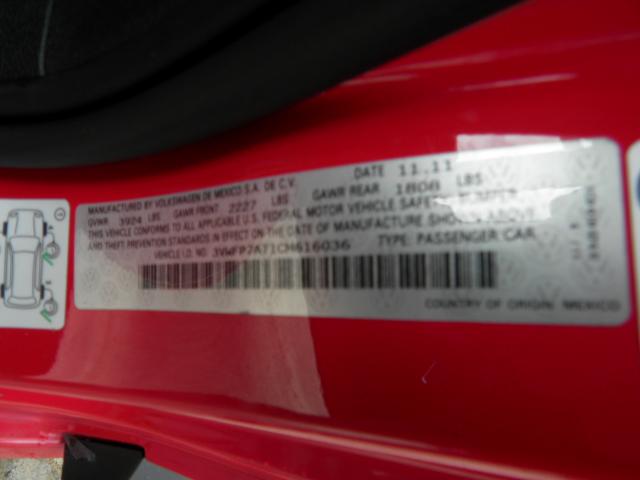 MANUFACTURED BY VOLKSWAGEN DE MEXICO S.A. DE C.V. DATE 11.11
GVWR 3924 LBS GAWR FRONT 2227 LBS GAWR REAR 1808 LBS
THIS VEHICLE CONFORMS TO ALL APPLICABLE U.S. FEDERAL MOTOR VEHICLE SAFETY, BUMPER
PREVENTION STANDARDS IN EFFECT ON THE DATE OF MANUFACTURE SHOWN ABOVE.
VEHICLE I.D. NO. 3VWFP7AT1CM616036 TYPE: PASSENGER CAR
COUNTRY OF ORIGIN: MEXICO